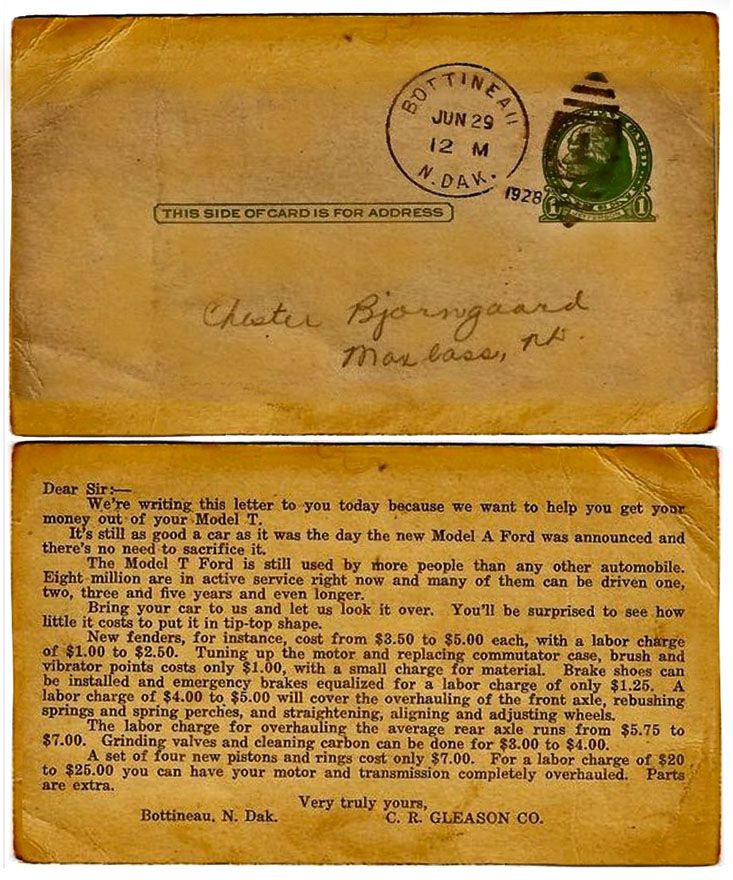 BOTTINEAU
JUN 29
12 M
N. DAK.
1928
1 JEFFERSON 1
THIS SIDE OF CARD IS FOR ADDRESS
Chester Bjorngaard
Maxbass, ND.
Dear Sir:—
We're writing this letter to you today because we want to help you get your
money out of your Model T.
It's still as good a car as it was the day the new Model A Ford was announced and
there's no need to sacrifice it.
The Model T Ford is still used by more people than any other automobile.
Eight million are in active service right now and many of them can be driven one,
two, three and five years and even longer.
Bring your car to us and let us look it over. You'll be surprised to see how
little it costs to put it in tip-top shape.
New fenders, for instance, cost from $3.50 to $5.00 each, with a labor charge
of $1.00 to $2.50. Tuning up the motor and replacing commutator case, brush and
vibrator points costs only $1.00, with a small charge for material. Brake shoes can
be installed and emergency brakes equalized for a labor charge of only $1.25. A
labor charge of $4.00 to $5.00 will cover the overhauling of the front axle, rebushing
springs and spring perches, and straightening, aligning and adjusting wheels.
The labor charge for overhauling the average rear axle runs from $5.75 to
$7.00. Grinding valves and cleaning carbon can be done for $3.00 to $4.00.
A set of four new pistons and rings cost only $7.00. For a labor charge of $20
to $25.00 you can have your motor and transmission completely overhauled. Parts
are extra.
Very truly yours,
Bottineau, N. Dak. C. R. GLEASON CO.